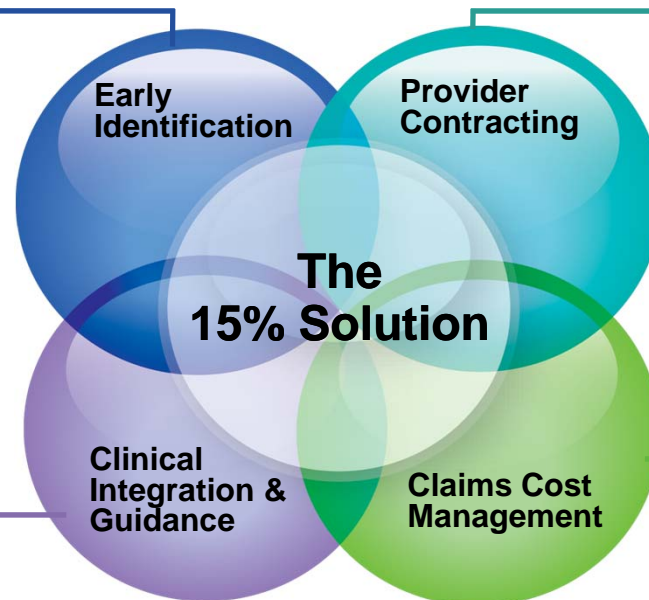 Early
Identification
Provider
Contracting
The
15% Solution
Clinical
Integration &
Guidance
Claims Cost
Management